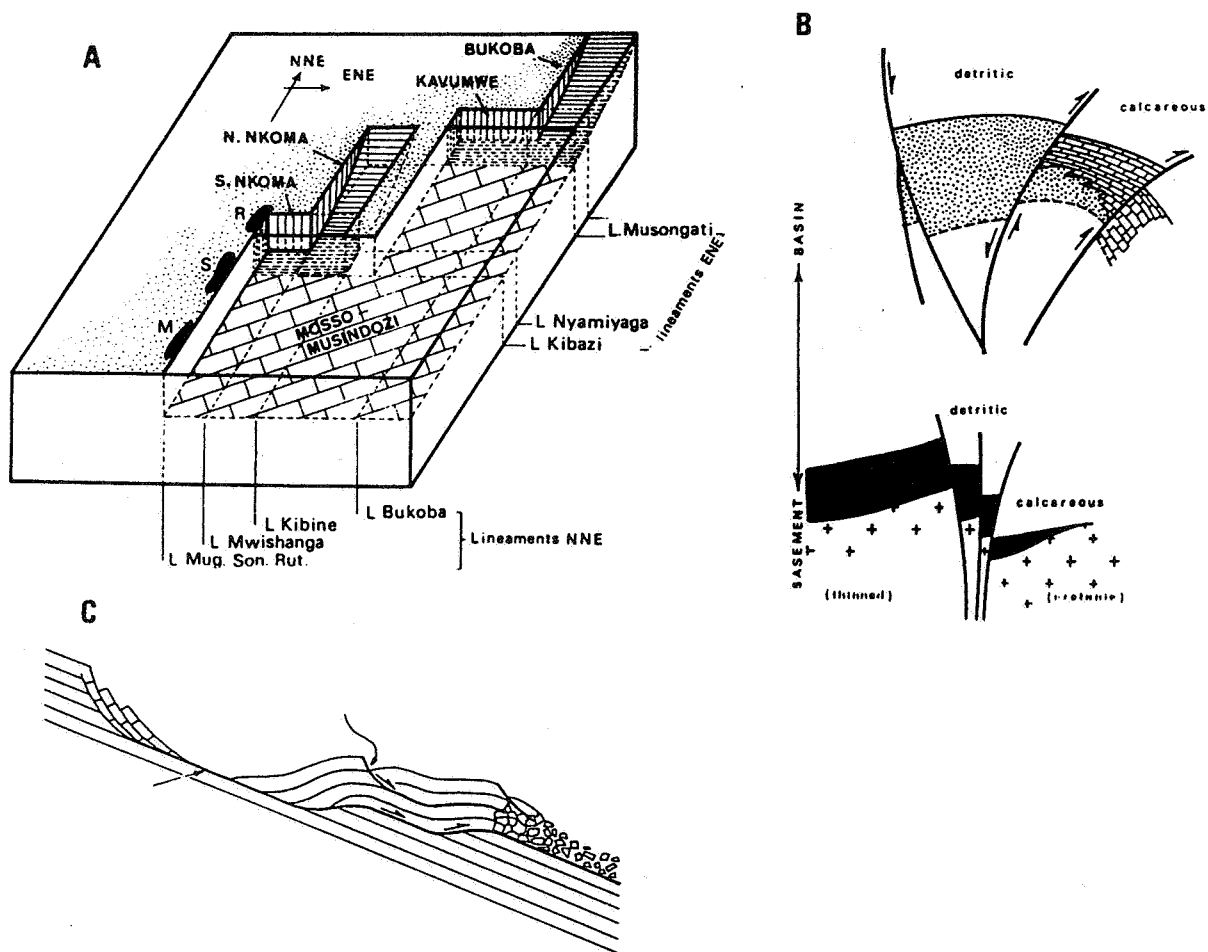 A
NNE
ENE
BUKOBA
KAVUMWE
N. NKOMA
S. NKOMA
R
S
M
MOSSO
MUSINDOZI
L. Musongati
L Nyamiyaga
L Kibazi
lineaments ENE
L Bukoba
L Kibine
L Mwishanga
L Mug. Son. Rut.
Lineaments NNE
B
detritic
calcareous
BASIN
detritic
calcareous
SASEMENT
(thinned)
C